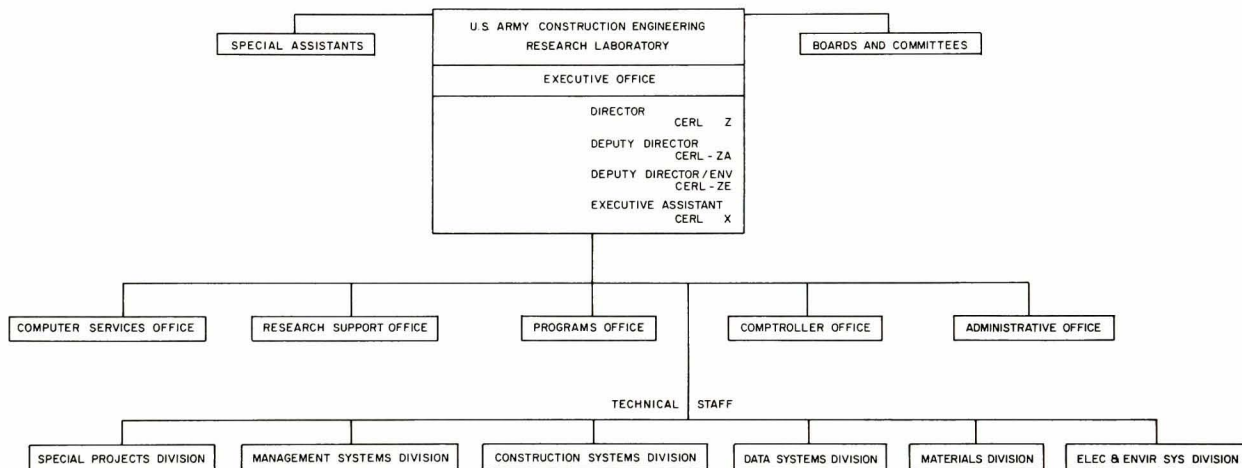 U.S. ARMY CONSTRUCTION ENGINEERING
RESEARCH LABORATORY
SPECIAL ASSISTANTS
BOARDS AND COMMITTEES
EXECUTIVE OFFICE
DIRECTOR
CERL Z
DEPUTY DIRECTOR
CERL - ZA
DEPUTY DIRECTOR / ENV
CERL - ZE
EXECUTIVE ASSISTANT
CERL X
COMPUTER SERVICES OFFICE
RESEARCH SUPPORT OFFICE
PROGRAMS OFFICE
COMPTROLLER OFFICE
ADMINISTRATIVE OFFICE
TECHNICAL STAFF
SPECIAL PROJECTS DIVISION
MANAGEMENT SYSTEMS DIVISION
CONSTRUCTION SYSTEMS DIVISION
DATA SYSTEMS DIVISION
MATERIALS DIVISION
ELEC & ENVIR SYS DIVISION